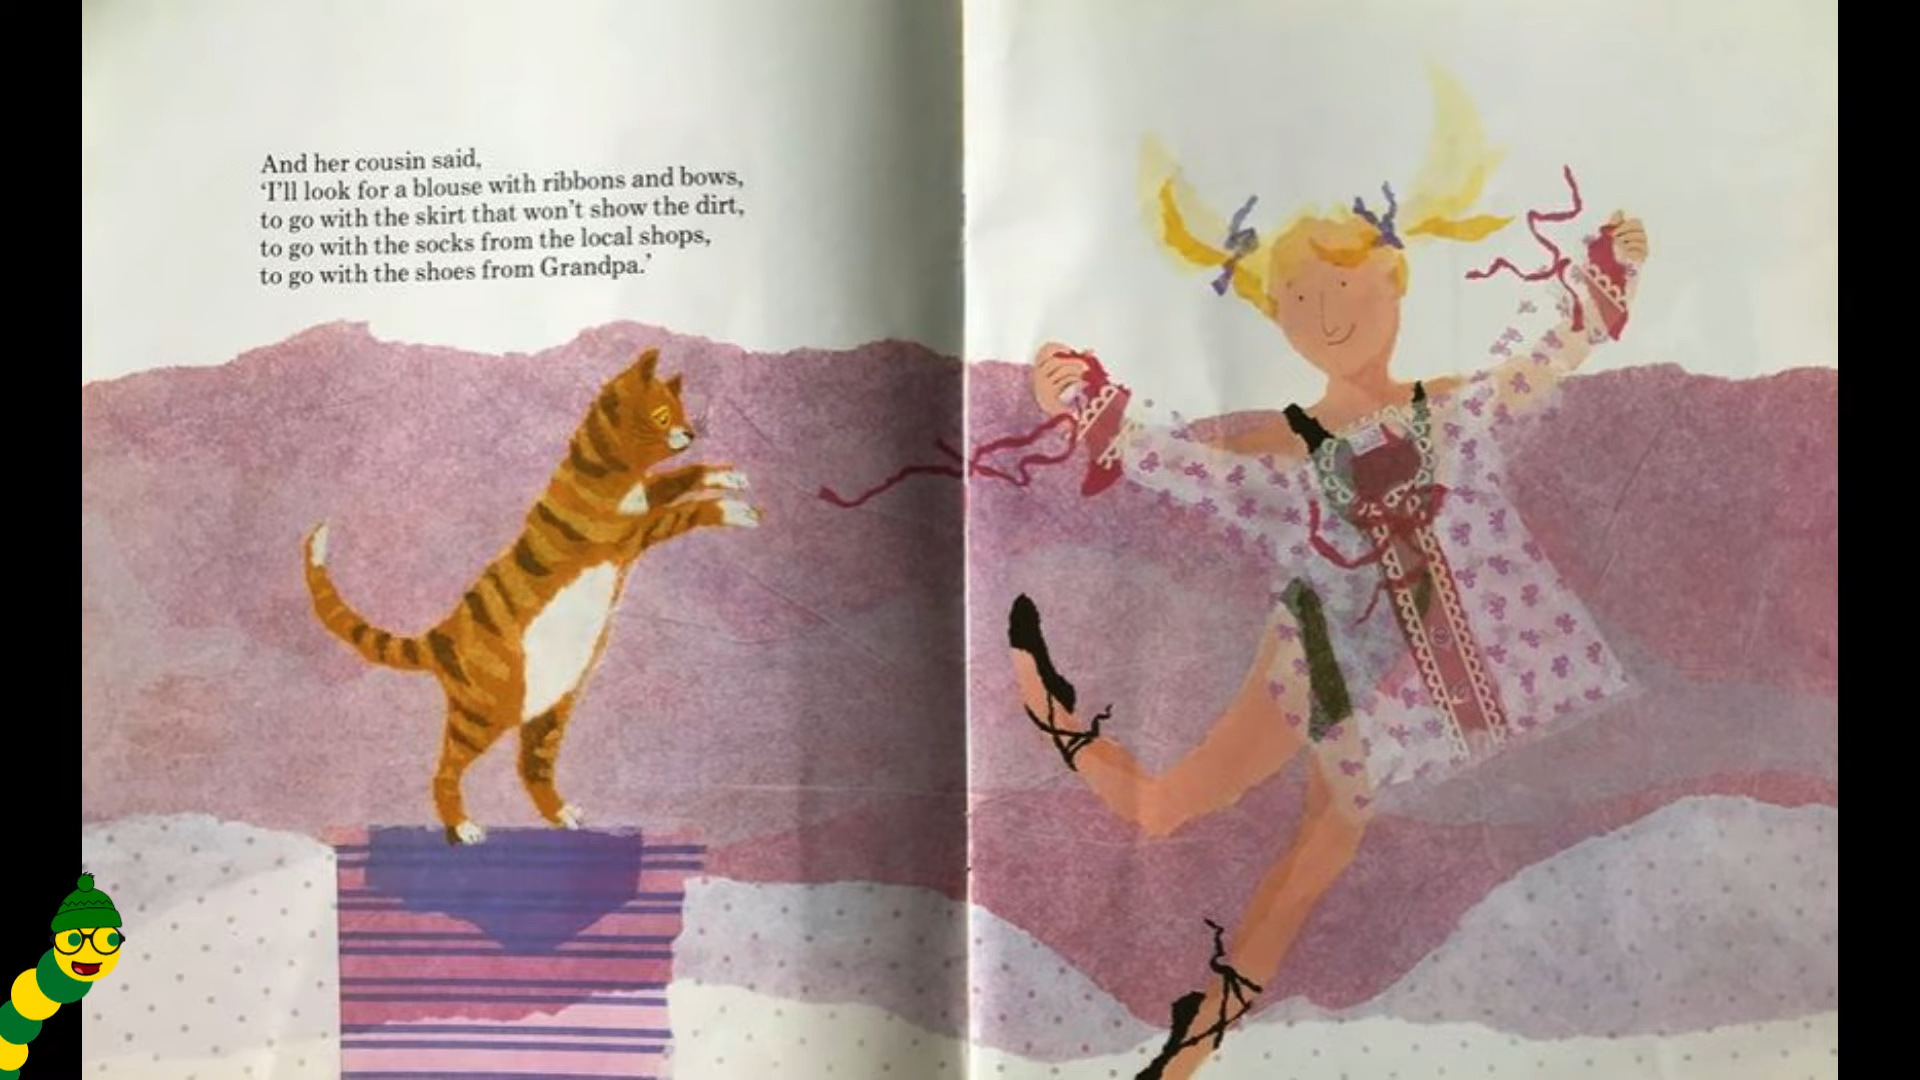 And her cousin said,
‘I’ll look for a blouse with ribbons and bows,
to go with the skirt that won’t show the dirt,
to go with the socks from the local shops,
to go with the shoes from Grandpa.’